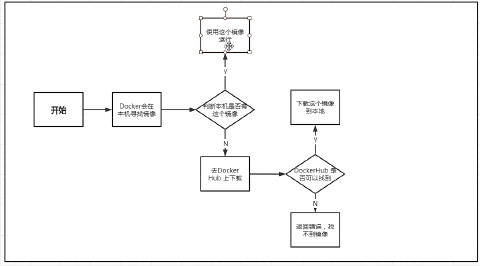 使用这个镜像
运行
Y
开始
Docker会在
本机寻找镜像
判断本机是否有
这个镜像
下载这个镜像
到本地
N
Y
去Docker
Hub 上下载
DockerHub 是
否可以找到
N
返回错误，找
不到镜像